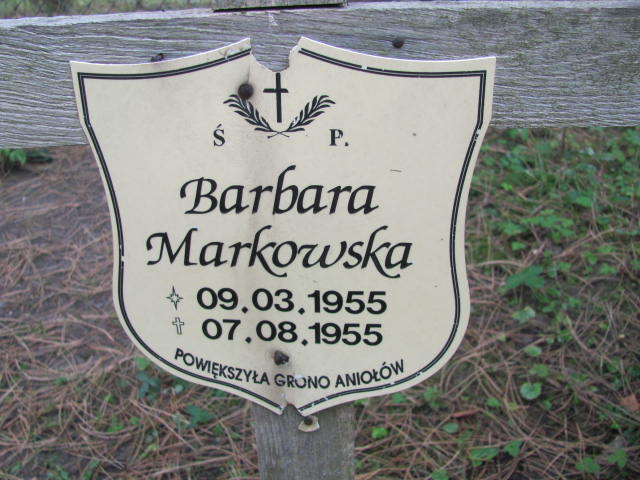 Ś P.
Barbara
Markowska
09.03.1955
07.08.1955
POWIĘKSZYŁA GRONO ANIOŁÓW